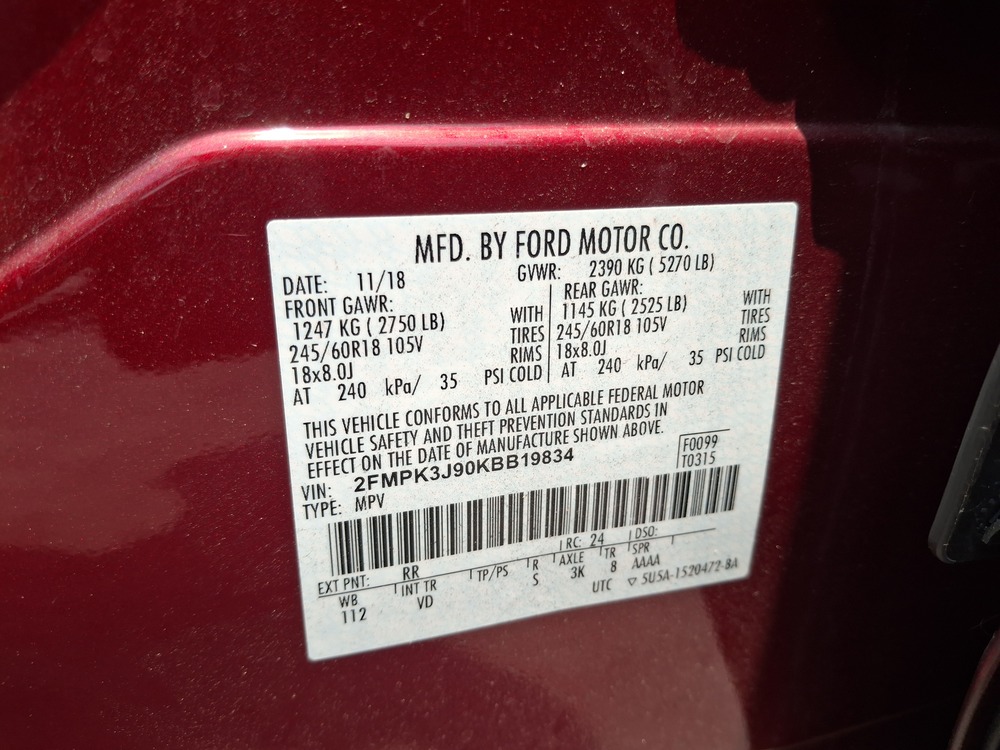 MFD. BY FORD MOTOR CO.
DATE: 11/18 GVWR: 2390 KG ( 5270 LB)
FRONT GAWR: REAR GAWR:
1247 KG ( 2750 LB) WITH 1145 KG ( 2525 LB) WITH
245/60R18 105V TIRES 245/60R18 105V TIRES
18x8.0J RIMS 18x8.0J RIMS
AT 240 kPa/ 35 PSI COLD AT 240 kPa/ 35 PSI COLD
THIS VEHICLE CONFORMS TO ALL APPLICABLE FEDERAL MOTOR
VEHICLE SAFETY AND THEFT PREVENTION STANDARDS IN
EFFECT ON THE DATE OF MANUFACTURE SHOWN ABOVE.
F0099
VIN: 2FMPK3J90KBB19834 T0315
TYPE: MPV
EXT PNT: RR RC: 24 DSO:
WB INT TR TP/PS R AXLE TR SPR
112 VD S 3K 8 AAAA
UTC ▽ 5U5A-1520472-BA